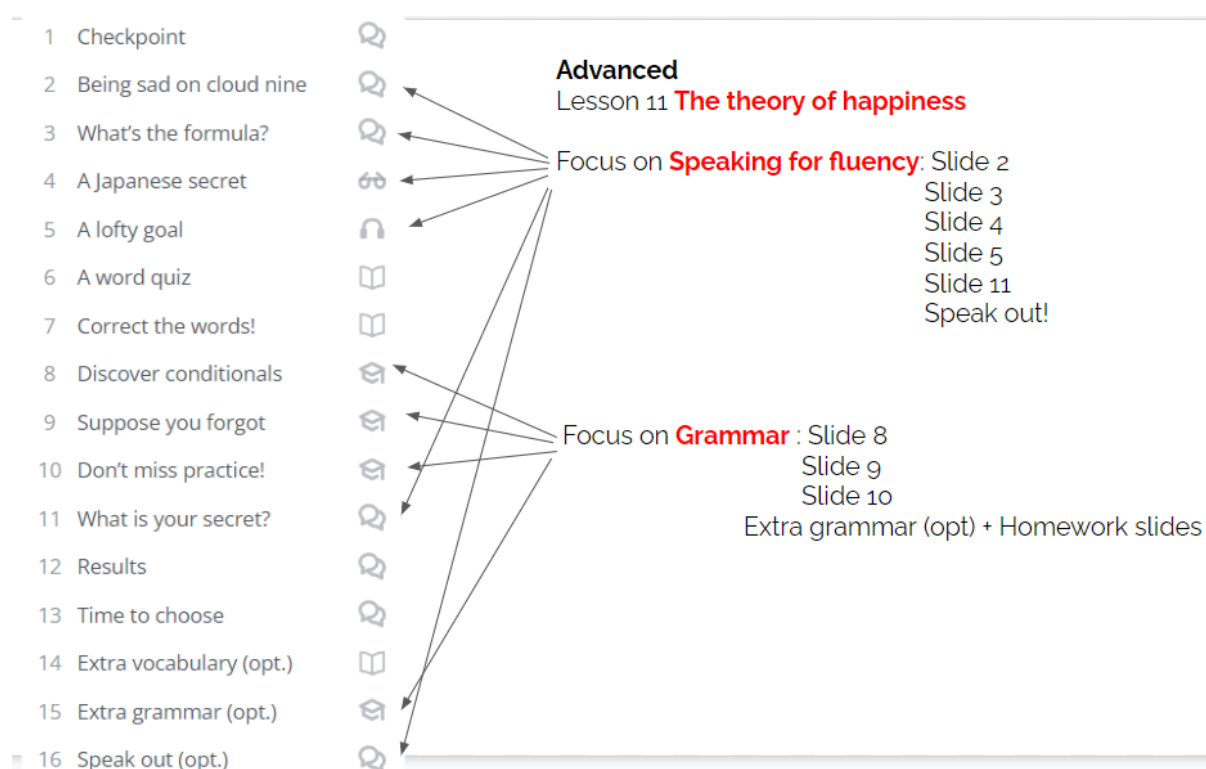 1 Checkpoint
2 Being sad on cloud nine
3 What's the formula?
4 A Japanese secret
5 A lofty goal
6 A word quiz
7 Correct the words!
8 Discover conditionals
9 Suppose you forgot
10 Don't miss practice!
11 What is your secret?
12 Results
13 Time to choose
14 Extra vocabulary (opt.)
15 Extra grammar (opt.)
16 Speak out (opt.)
Advanced
Lesson 11 The theory of happiness
Focus on Speaking for fluency: Slide 2
Slide 3
Slide 4
Slide 5
Slide 11
Speak out!
Focus on Grammar : Slide 8
Slide 9
Slide 10
Extra grammar (opt) + Homework slides